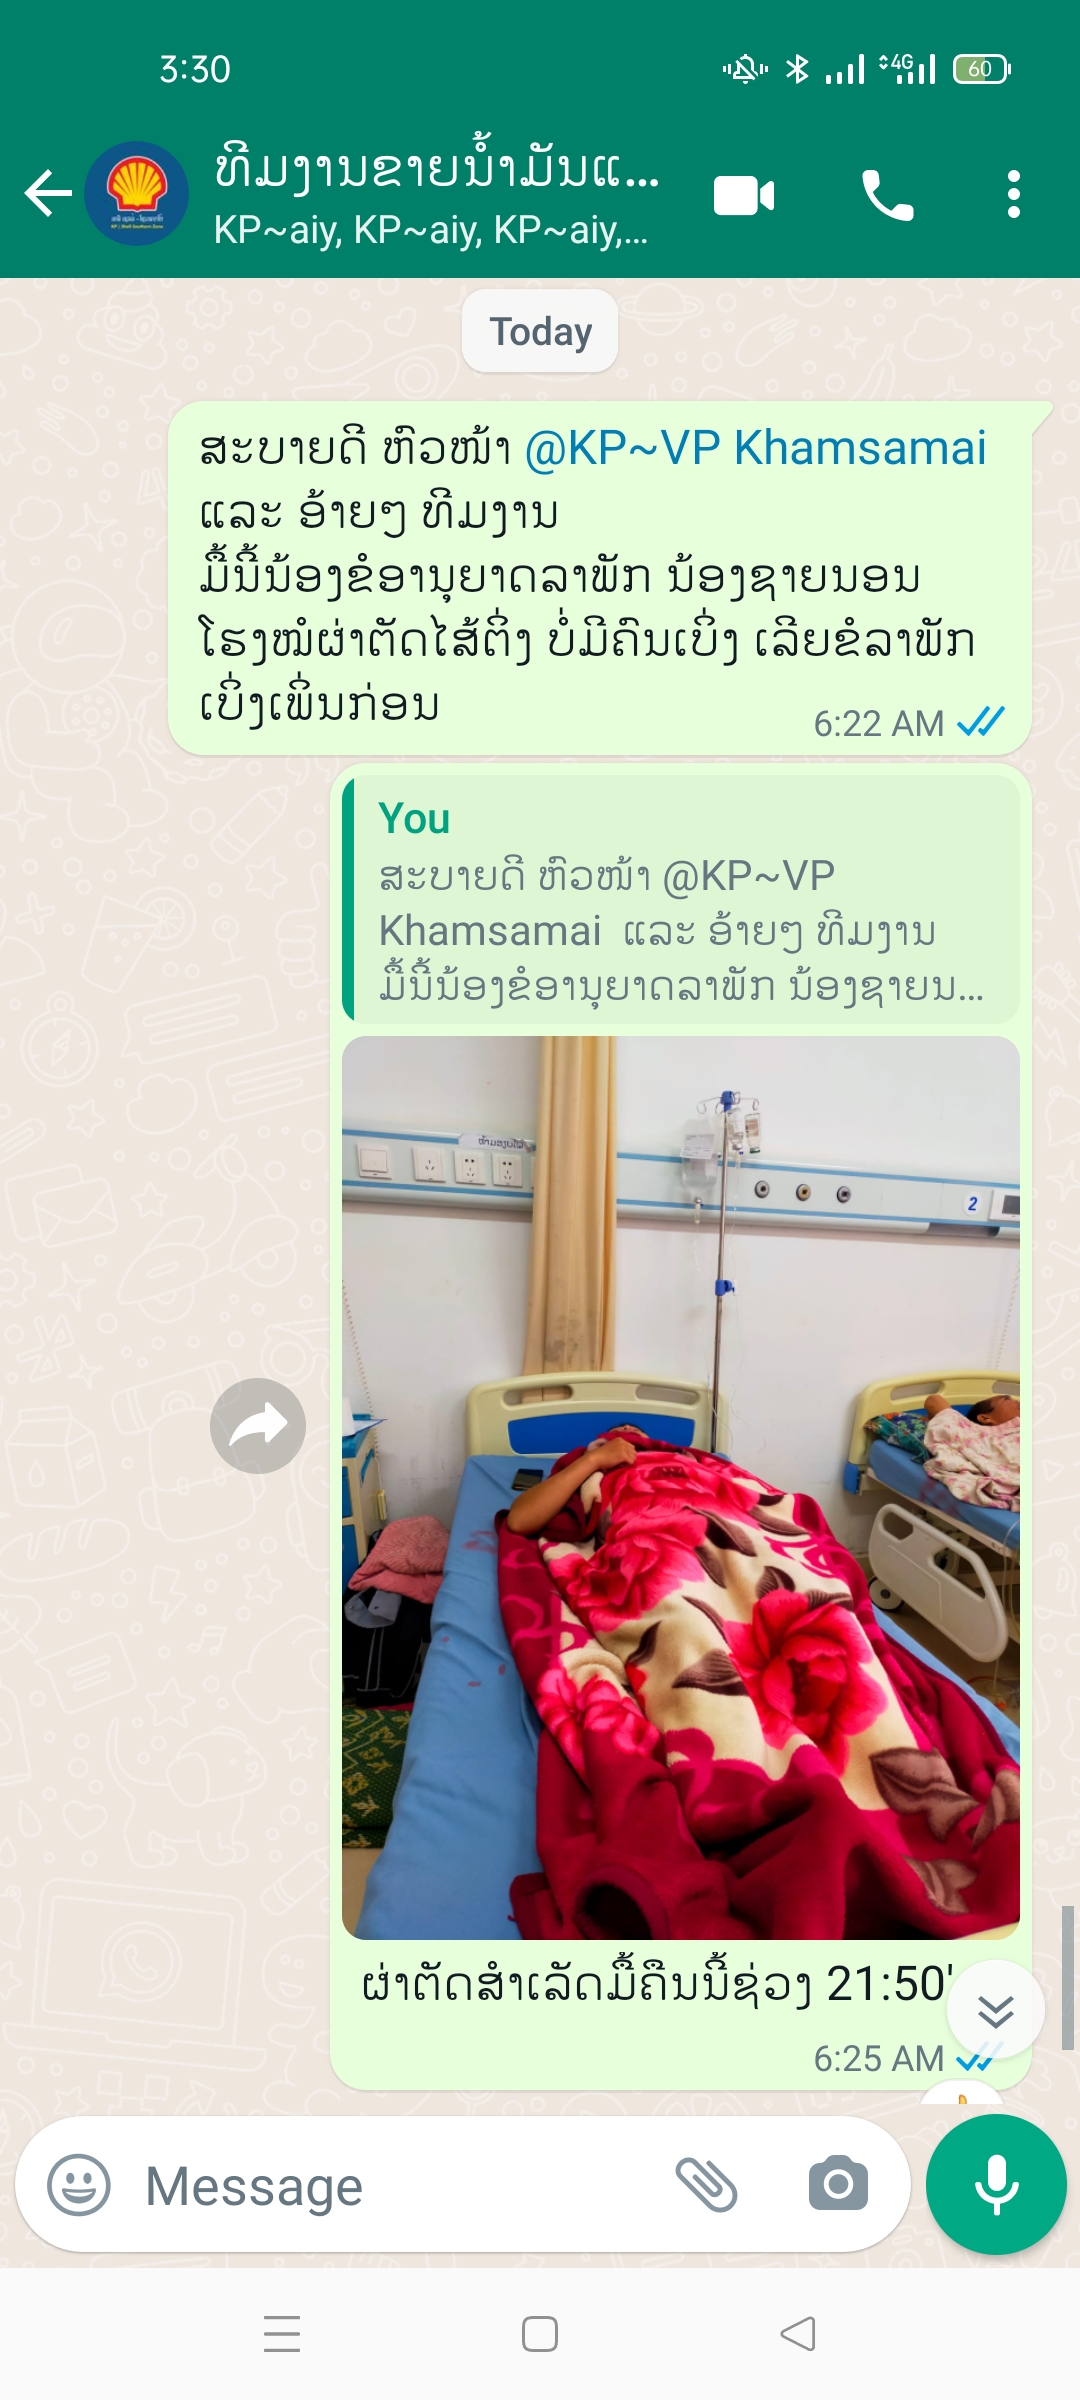 3:30
4G
60
ທີມງານຂາຍນ້ຳມັນແ...
KP~aiy, KP~aiy, KP~aiy,...
Today
ສະບາຍດີ ຫົວໜ້າ @KP~VP Khamsamai
ແລະ ອ້າຍໆ ທີມງານ
ມື້ນີ້ນ້ອງຂໍອານຸຍາດລາພັກ ນ້ອງຊາຍນອນ
ໂຮງໝໍຜ່າຕັດໄສ້ຕິ່ງ ບໍ່ມີຄົນເບິ່ງ ເລີຍຂໍລາພັກ
ເບິ່ງເພິ່ນກ່ອນ
6:22 AM
You
ສະບາຍດີ ຫົວໜ້າ @KP~VP
Khamsamai ແລະ ອ້າຍໆ ທີມງານ
ມື້ນີ້ນ້ອງຂໍອານຸຍາດລາພັກ ນ້ອງຊາຍນ...
2
ຜ່າຕັດສຳເລັດມື້ຄືນນີ້ຊ່ວງ 21:50'
6:25 AM
Message